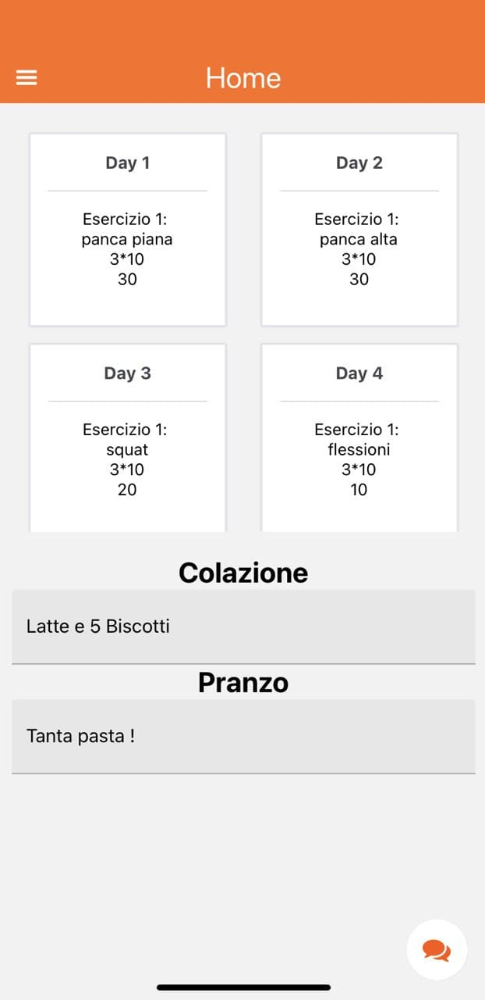 Home
Day 1
Esercizio 1:
panca piana
3*10
30
Day 2
Esercizio 1:
panca alta
3*10
30
Day 3
Esercizio 1:
squat
3*10
20
Day 4
Esercizio 1:
flessioni
3*10
10
Colazione
Latte e 5 Biscotti
Pranzo
Tanta pasta !